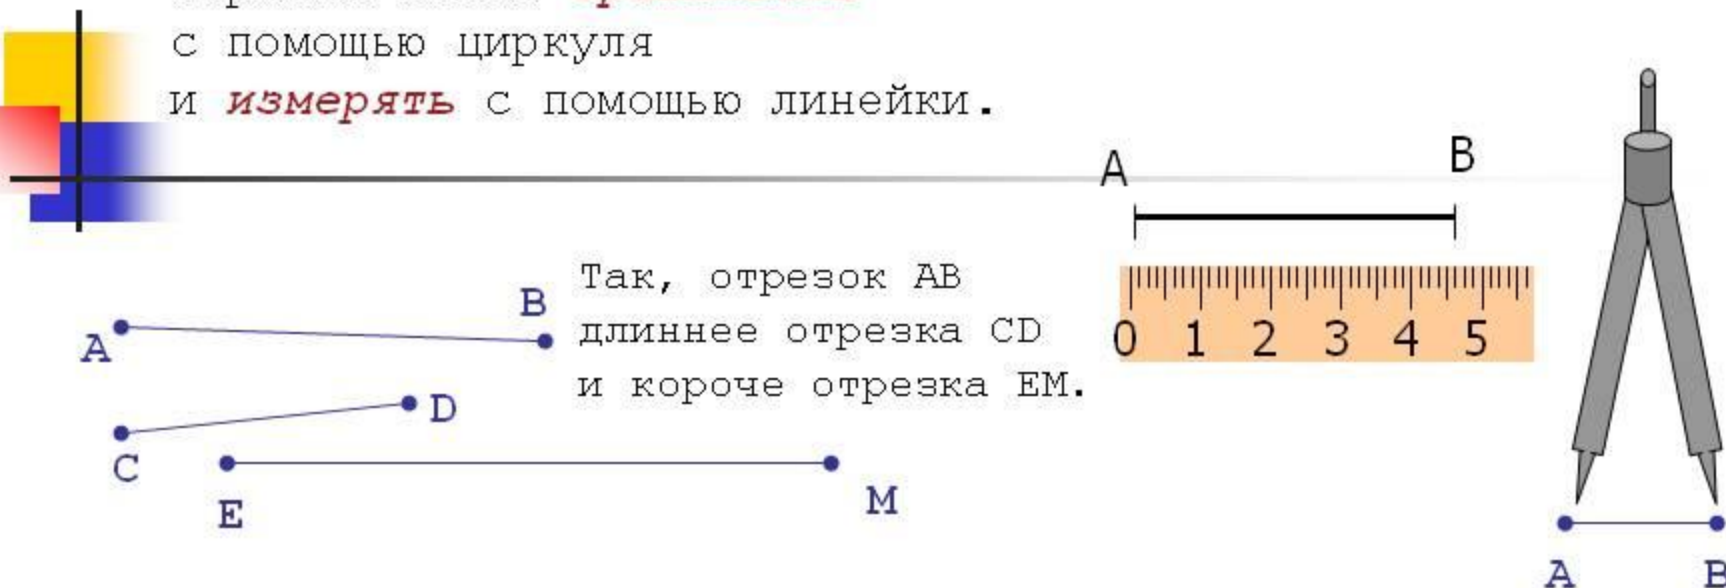 с помощью циркуля
и измерять с помощью линейки.
A B
Так, отрезок AB
длиннее отрезка CD
и короче отрезка EM.
A B
C D
E M
0 1 2 3 4 5
A B